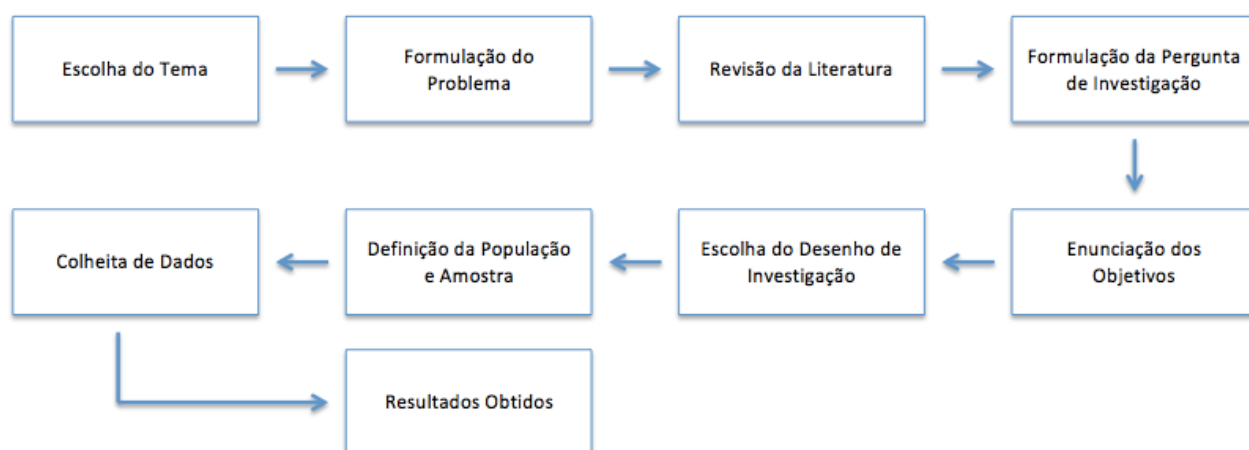 Escolha do Tema
Formulação do
Problema
Revisão da Literatura
Formulação da Pergunta
de Investigação
Enunciação dos
Objetivos
Escolha do Desenho de
Investigação
Definição da População
e Amostra
Colheita de Dados
Resultados Obtidos